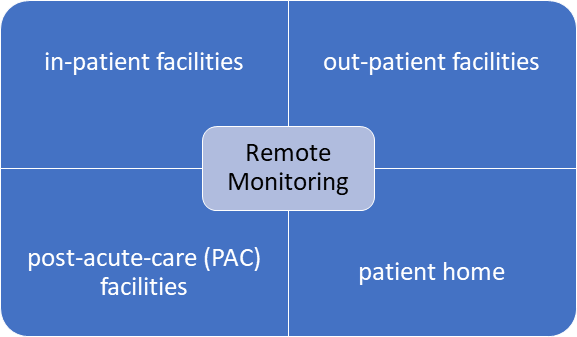 in-patient facilities
out-patient facilities
Remote
Monitoring
post-acute-care (PAC)
facilities
patient home